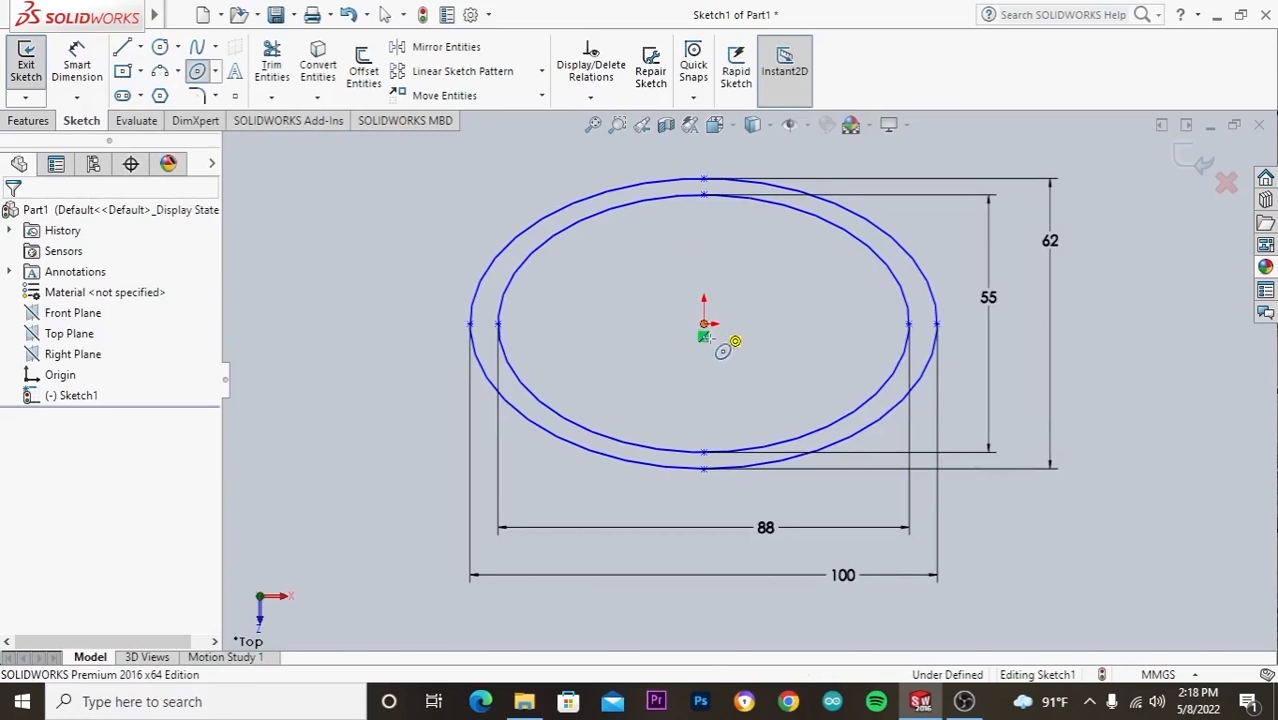 SOLIDWORKS
Sketch1 of Part1 *
Search SOLIDWORKS Help
?
Exit Sketch
Smart Dimension
Trim Entities
Convert Entities
Offset Entities
Mirror Entities
Linear Sketch Pattern
Move Entities
Display/Delete Relations
Repair Sketch
Quick Snaps
Rapid Sketch
Instant2D
Features
Sketch
Evaluate
DimXpert
SOLIDWORKS Add-Ins
SOLIDWORKS MBD
Part1 (Default<<Default>_Display State
History
Sensors
Annotations
Material <not specified>
Front Plane
Top Plane
Right Plane
Origin
(-) Sketch1
62
55
88
100
X
Z
*Top
Model
3D Views
Motion Study 1
SOLIDWORKS Premium 2016 x64 Edition
Under Defined
Editing Sketch1
MMGS
Type here to search
91°F
2:18 PM
5/8/2022